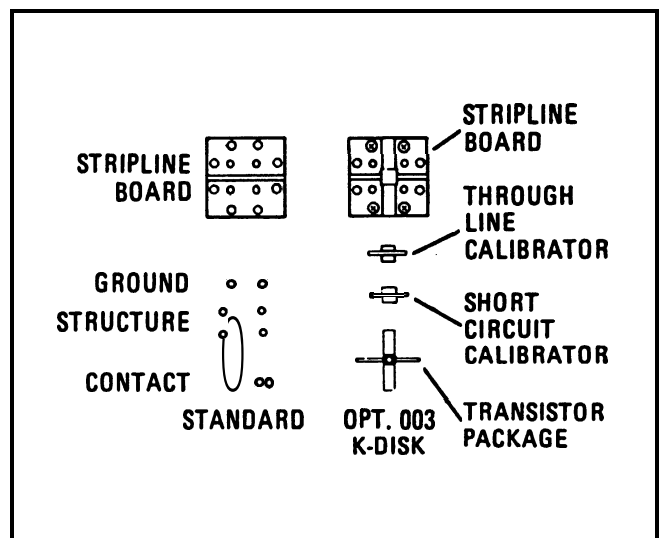 STRIPLINE
BOARD
STRIPLINE
BOARD
THROUGH
LINE
CALIBRATOR
GROUND
STRUCTURE
SHORT
CIRCUIT
CALIBRATOR
CONTACT
STANDARD
OPT. 003
K-DISK
TRANSISTOR
PACKAGE